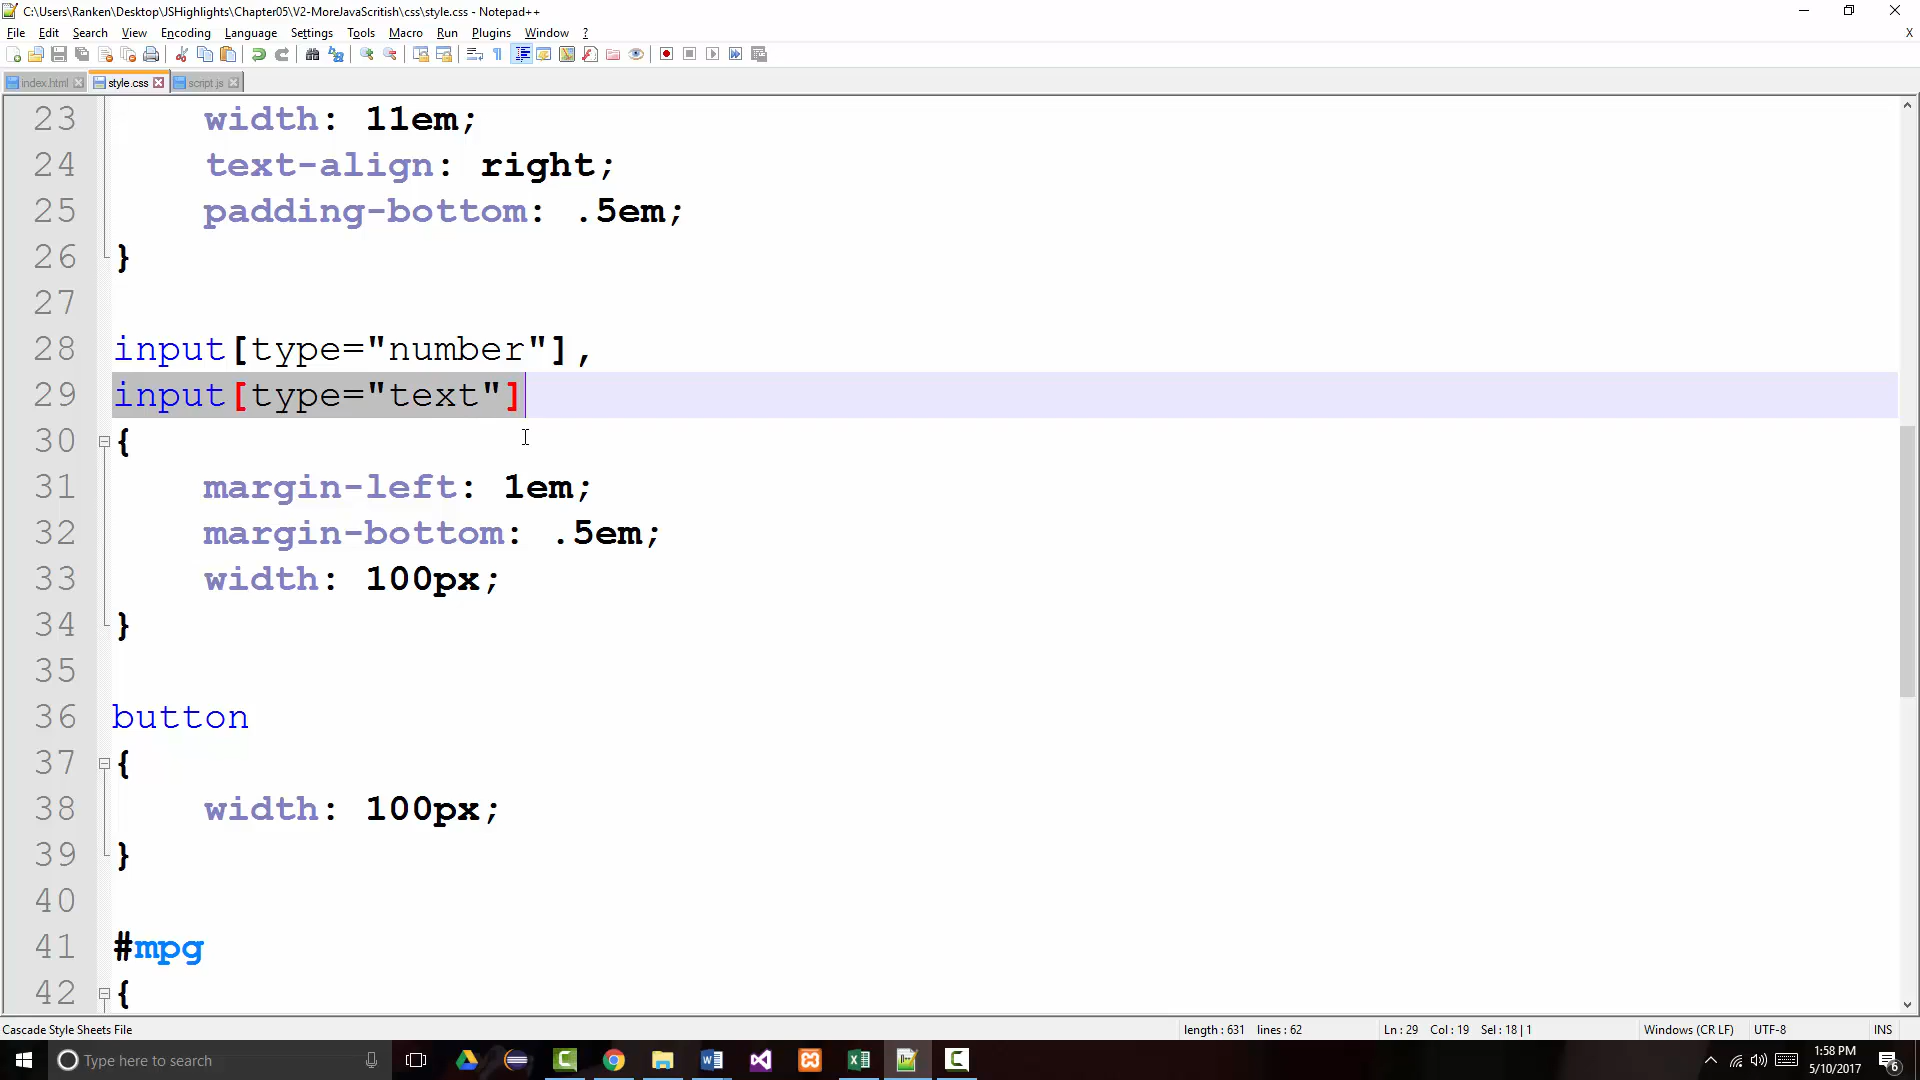 C:\Users\Ranken\Desktop\JSHighlights\Chapter05\V2-MoreJavaScritish\css\style.css - Notepad++
File Edit Search View Encoding Language Settings Tools Macro Run Plugins Window ? X
index.html style.css script.js
23 width: 11em;
24 text-align: right;
25 padding-bottom: .5em;
26 }
27
28 input[type="number"],
29 input[type="text"]
30 {
31 margin-left: 1em;
32 margin-bottom: .5em;
33 width: 100px;
34 }
35
36 button
37 {
38 width: 100px;
39 }
40
41 #mpg
42 {
Cascade Style Sheets File length : 631 lines : 62 Ln : 29 Col : 19 Sel : 18 | 1 Windows (CR LF) UTF-8 INS
Type here to search
1:58 PM
5/10/2017
6